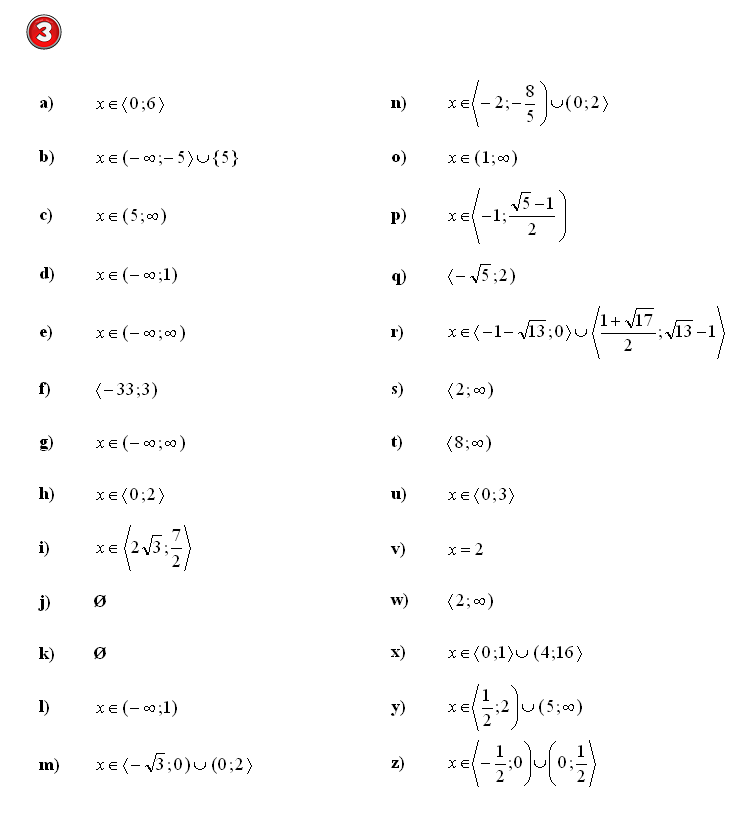 3
a) x∈⟨0;6⟩
b) x∈(−∞;−5⟩∪{5}
c) x∈(5;∞)
d) x∈(−∞;1)
e) x∈(−∞;∞)
f) ⟨−33;3)
g) x∈(−∞;∞)
h) x∈⟨0;2⟩
i) x∈⟨2√3;7/2⟩
j) Ø
k) Ø
l) x∈(−∞;1)
m) x∈⟨−√3;0)∪(0;2⟩
n) x∈⟨−2;−8/5)∪(0;2⟩
o) x∈(1;∞)
p) x∈⟨−1;(√5−1)/2)
q) ⟨−√5;2)
r) x∈⟨−1−√13;0⟩∪⟨(1+√17)/2;√13−1⟩
s) ⟨2;∞)
t) ⟨8;∞)
u) x∈⟨0;3⟩
v) x=2
w) ⟨2;∞)
x) x∈⟨0;1)∪(4;16⟩
y) x∈⟨1/2;2)∪(5;∞)
z) x∈⟨−1/2;0)∪(0;1/2⟩